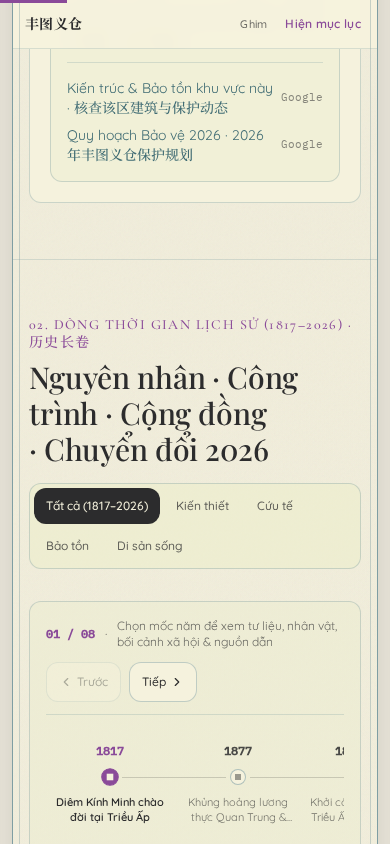 丰图义仓
Ghim
Hiện mục lục
Kiến trúc & Bảo tồn khu vực này
· 核查该区建筑与保护动态
Google
Quy hoạch Bảo vệ 2026 · 2026
年丰图义仓保护规划
Google
02. DÒNG THỜI GIAN LỊCH SỬ (1817–2026) ·
历史长卷
Nguyên nhân · Công
trình · Cộng đồng
· Chuyển đổi 2026
Tất cả (1817–2026)
Kiến thiết
Cứu tế
Bảo tồn
Di sản sống
01 / 08
·
Chọn mốc năm để xem tư liệu, nhân vật,
bối cảnh xã hội & nguồn dẫn
Trước
Tiếp
1817
1877
Diêm Kính Minh chào
đời tại Triều Ấp
Khủng hoảng lương
thực Quan Trung &...
Triều